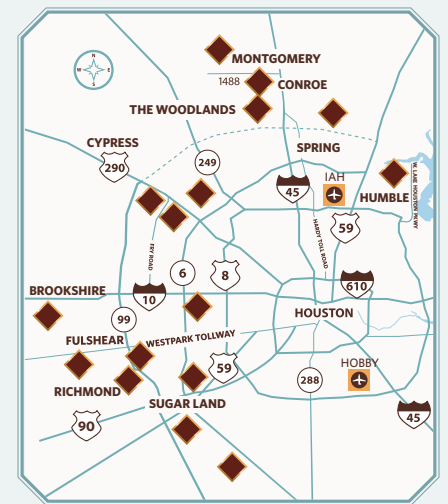 MONTGOMERY
N
W E
S
1488
CONROE
THE WOODLANDS
CYPRESS
SPRING
290
249
IAH
45
HUMBLE
W. LAKE HOUSTON PKWY
59
HARDY TOLL ROAD
FRY ROAD
6
8
610
BROOKSHIRE
10
99
HOUSTON
FULSHEAR
WESTPARK TOLLWAY
59
HOBBY
RICHMOND
288
SUGAR LAND
45
90